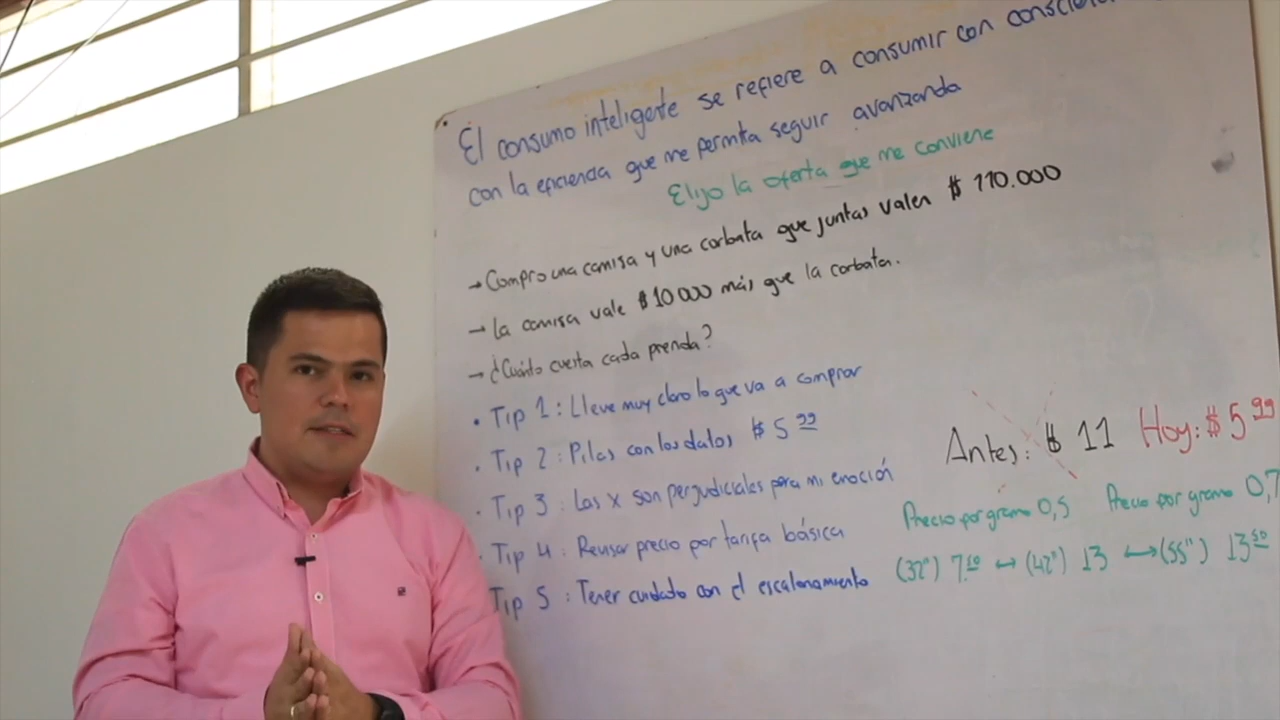 El consumo inteligente se refiere a consumir con
con la eficiencia que me permita seguir avanzando
Elijo la oferta que me conviene
→ Compro una camisa y una corbata que juntas valen $ 110.000
→ La camisa vale $10 000 más que la corbata.
→ ¿Cuánto cuesta cada prenda?
• Tip 1: Lleve muy claro lo que va a comprar
• Tip 2: Pilas con los datos $ 5 99
• Tip 3: Las x son perjudiciales para mi emoción
• Tip 4: Revisar precio por tarifa básica
Tip 5: Tener cuidado con el escalonamiento
Antes: $ 11 Hoy: $ 5 99
Precio por gramo 0,5 Precio por gramo 0,7
(32") 7.50 ↔ (42") 13 ↔ (55") 13 50